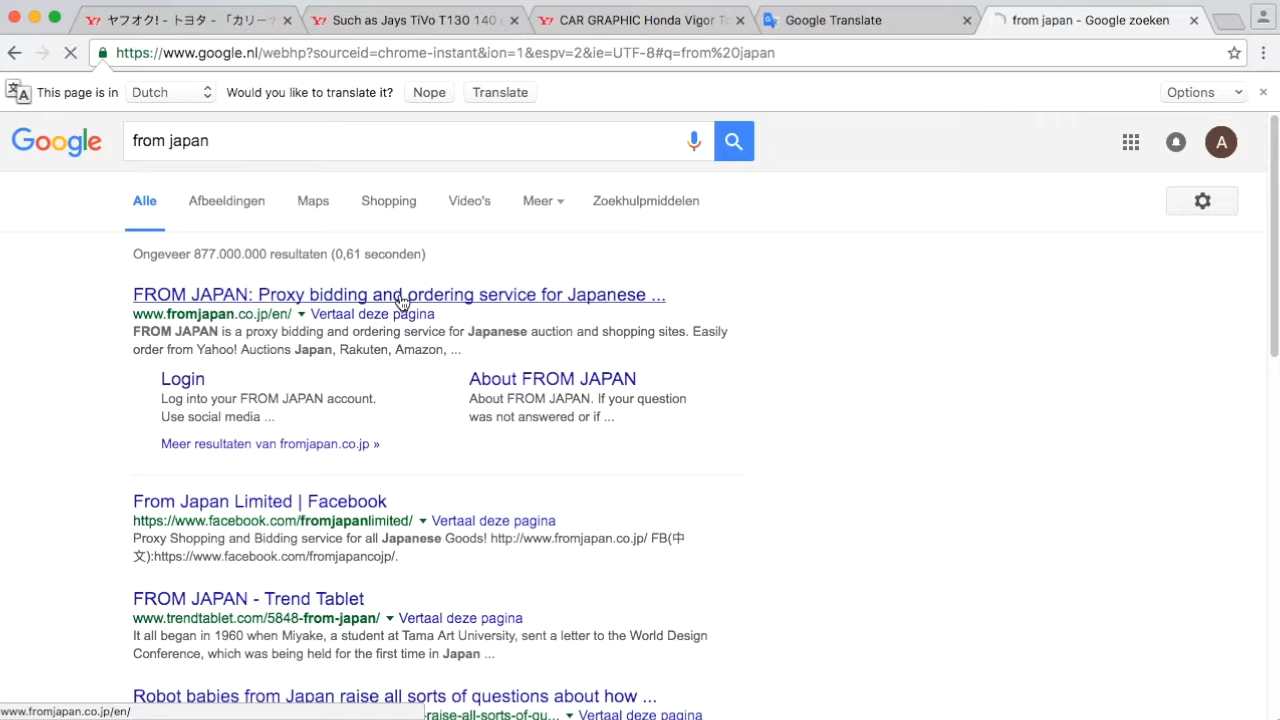 ヤフオク! - トヨタ - 「カリーナ
Such as Jays TiVo T130 140
CAR GRAPHIC Honda Vigor T
Google Translate
from japan - Google zoeken
https://www.google.nl/webhp?sourceid=chrome-instant&ion=1&espv=2&ie=UTF-8#q=from%20japan
This page is in Dutch Would you like to translate it? Nope Translate Options
Google from japan A
Alle Afbeeldingen Maps Shopping Video's Meer Zoekhulpmiddelen
Ongeveer 877.000.000 resultaten (0,61 seconden)
FROM JAPAN: Proxy bidding and ordering service for Japanese ...
www.fromjapan.co.jp/en/ Vertaal deze pagina
FROM JAPAN is a proxy bidding and ordering service for Japanese auction and shopping sites. Easily
order from Yahoo! Auctions Japan, Rakuten, Amazon, ...
Login
Log into your FROM JAPAN account.
Use social media ...
About FROM JAPAN
About FROM JAPAN. If your question
was not answered or if ...
Meer resultaten van fromjapan.co.jp »
From Japan Limited | Facebook
https://www.facebook.com/fromjapanlimited/ Vertaal deze pagina
Proxy Shopping and Bidding service for all Japanese Goods! http://www.fromjapan.co.jp/ FB(中
文):https://www.facebook.com/fromjapancojp/.
FROM JAPAN - Trend Tablet
www.trendtablet.com/5848-from-japan/ Vertaal deze pagina
It all began in 1960 when Miyake, a student at Tama Art University, sent a letter to the World Design
Conference, which was being held for the first time in Japan ...
Robot babies from Japan raise all sorts of questions about how ...
-raise-all-sorts-of-qu... Vertaal deze pagina
www.fromjapan.co.jp/en/